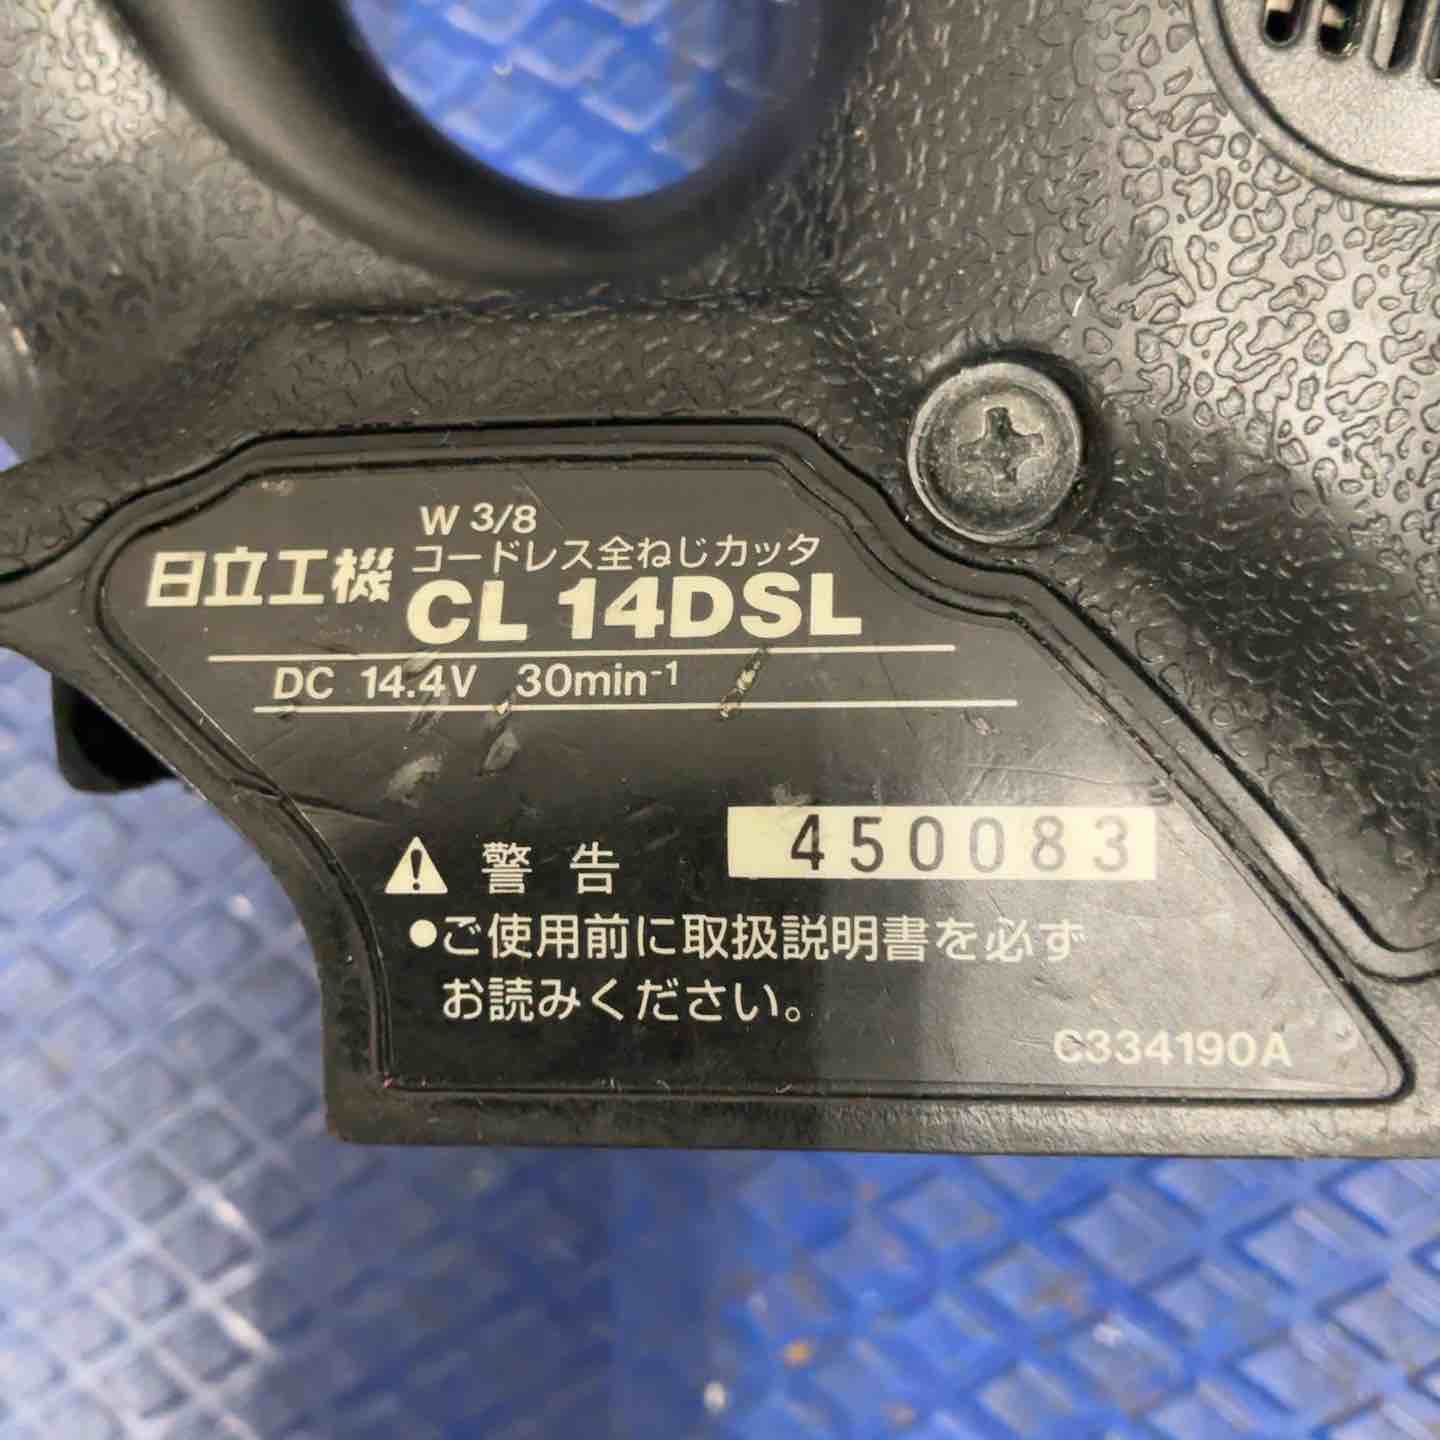 W 3/8
日立工機 コードレス全ねじカッタ
CL 14DSL
DC 14.4V 30min⁻¹
450083
警告
●ご使用前に取扱説明書を必ず
お読みください。
C334190A